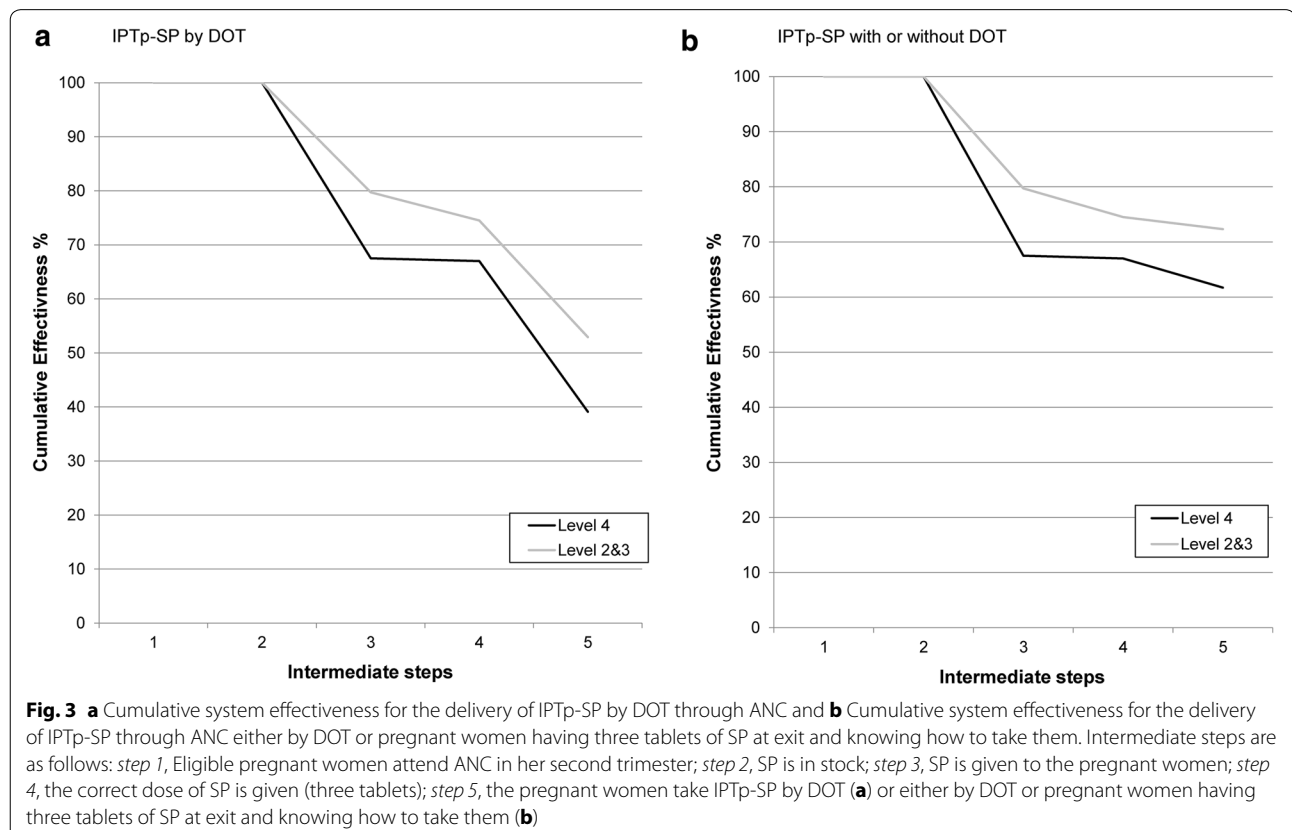 a IPTp-SP by DOT
100
90
80
70
60
50
40
30
20
10
0
Cumulative Effectivness %
Level 4
Level 2&3
1 2 3 4 5
Intermediate steps
b IPTp-SP with or without DOT
100
90
80
70
60
50
40
30
20
10
0
Cumulative Effectivness %
Level 4
Level 2&3
1 2 3 4 5
Intermediate steps
Fig. 3 a Cumulative system effectiveness for the delivery of IPTp-SP by DOT through ANC and b Cumulative system effectiveness for the delivery
of IPTp-SP through ANC either by DOT or pregnant women having three tablets of SP at exit and knowing how to take them. Intermediate steps are
as follows: step 1, Eligible pregnant women attend ANC in her second trimester; step 2, SP is in stock; step 3, SP is given to the pregnant women; step
4, the correct dose of SP is given (three tablets); step 5, the pregnant women take IPTp-SP by DOT (a) or either by DOT or pregnant women having
three tablets of SP at exit and knowing how to take them (b)